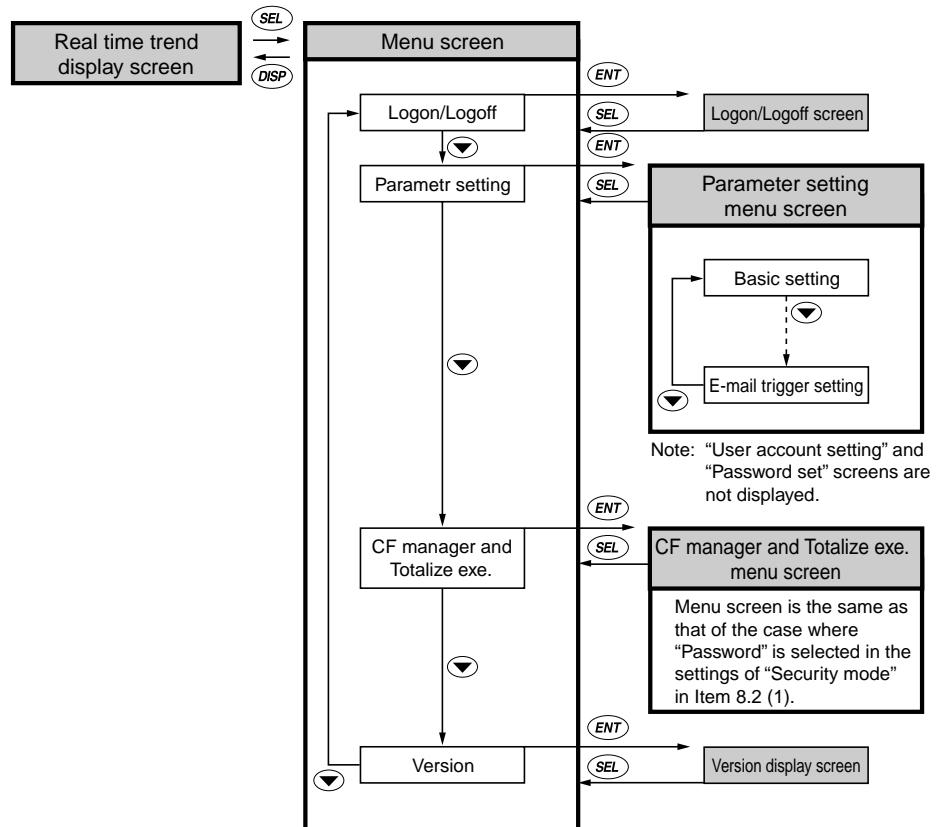 SEL
Real time trend
display screen
DISP
Menu screen
Logon/Logoff
ENT
SEL
Logon/Logoff screen
Parametr setting
ENT
SEL
Parameter setting
menu screen
Basic setting
E-mail trigger setting
Note: “User account setting” and
“Password set” screens are
not displayed.
CF manager and
Totalize exe.
ENT
SEL
CF manager and Totalize exe.
menu screen
Menu screen is the same as
that of the case where
“Password” is selected in the
settings of “Security mode”
in Item 8.2 (1).
Version
ENT
SEL
Version display screen